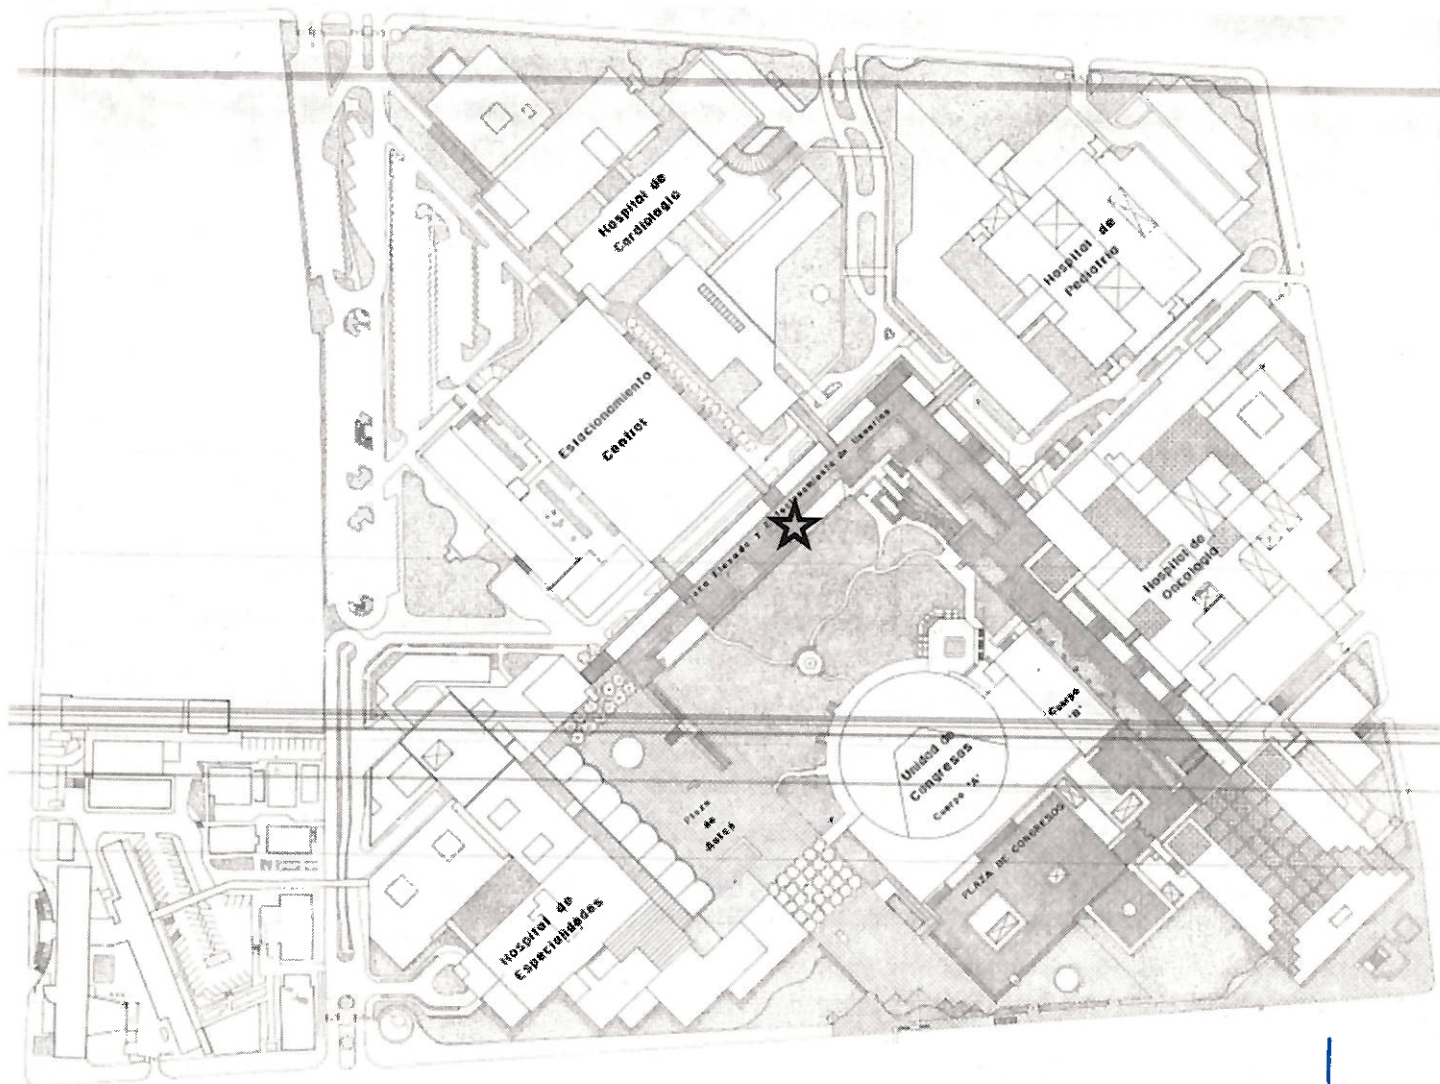 Hospital de
Cardiología
Hospital de
Pediatría
Estacionamiento
Central
Hospital de
Oncología
Cuerpo
"B"
Unidad de
Congresos
Cuerpo "A"
Plaza
de
PLAZA DE CONGRESOS
Hospital de
Especialidades